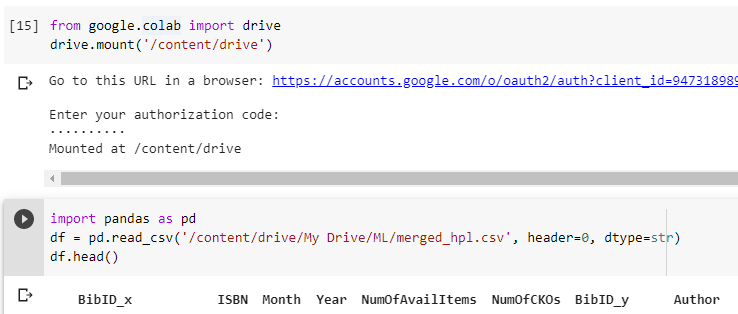 [15] from google.colab import drive
drive.mount('/content/drive')
Go to this URL in a browser: https://accounts.google.com/o/oauth2/auth?client_id=947318989
Enter your authorization code:
··········
Mounted at /content/drive
import pandas as pd
df = pd.read_csv('/content/drive/My Drive/ML/merged_hpl.csv', header=0, dtype=str)
df.head()
BibID_x ISBN Month Year NumOfAvailItems NumOfCKOs BibID_y Author